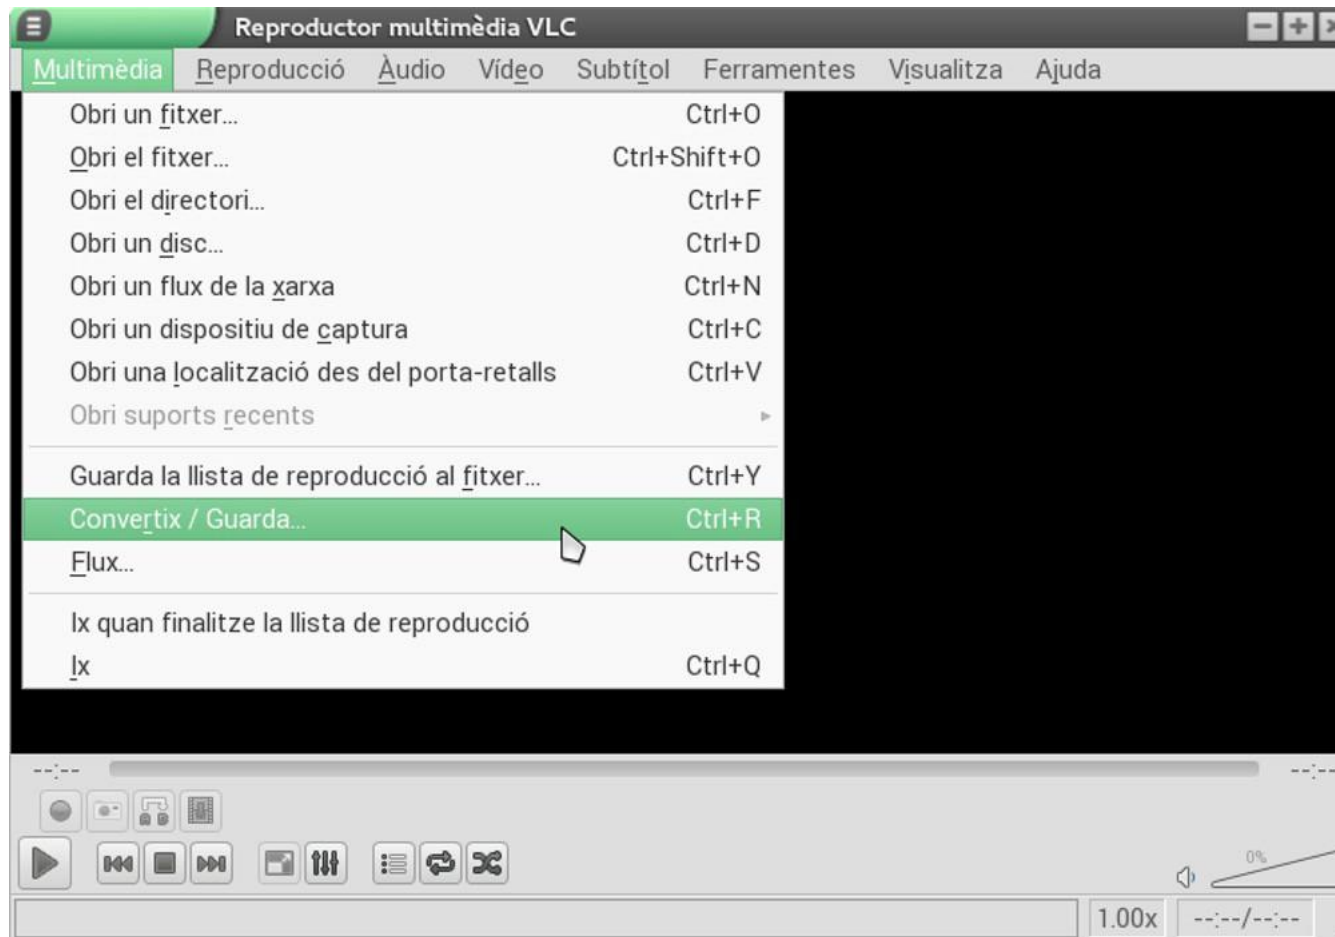 Reproductor multimèdia VLC
Multimèdia Reproducció Àudio Vídeo Subtítol Ferramentes Visualitza Ajuda
Obri un fitxer... Ctrl+O
Obri el fitxer... Ctrl+Shift+O
Obri el directori... Ctrl+F
Obri un disc... Ctrl+D
Obri un flux de la xarxa Ctrl+N
Obri un dispositiu de captura Ctrl+C
Obri una localització des del porta-retalls Ctrl+V
Obri suports recents
Guarda la llista de reproducció al fitxer... Ctrl+Y
Convertix / Guarda... Ctrl+R
Flux... Ctrl+S
Ix quan finalitze la llista de reproducció
Ix Ctrl+Q
--:-- --:--
A B
0%
1.00x --:--/--:--